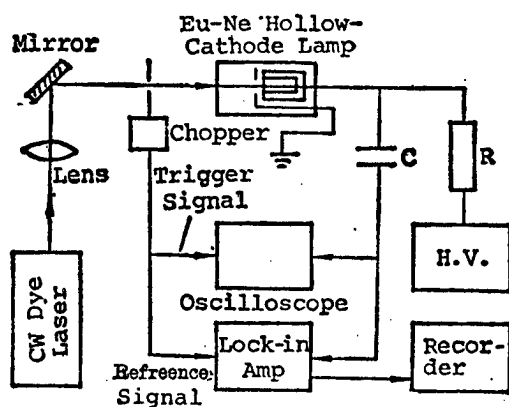 Eu-Ne Hollow-
Cathode Lamp
Mirror
Chopper
Lens
C
R
Trigger
Signal
H.V.
CW Dye
Laser
Oscilloscope
Lock-in
Amp
Recor-
der
Refreence
Signal